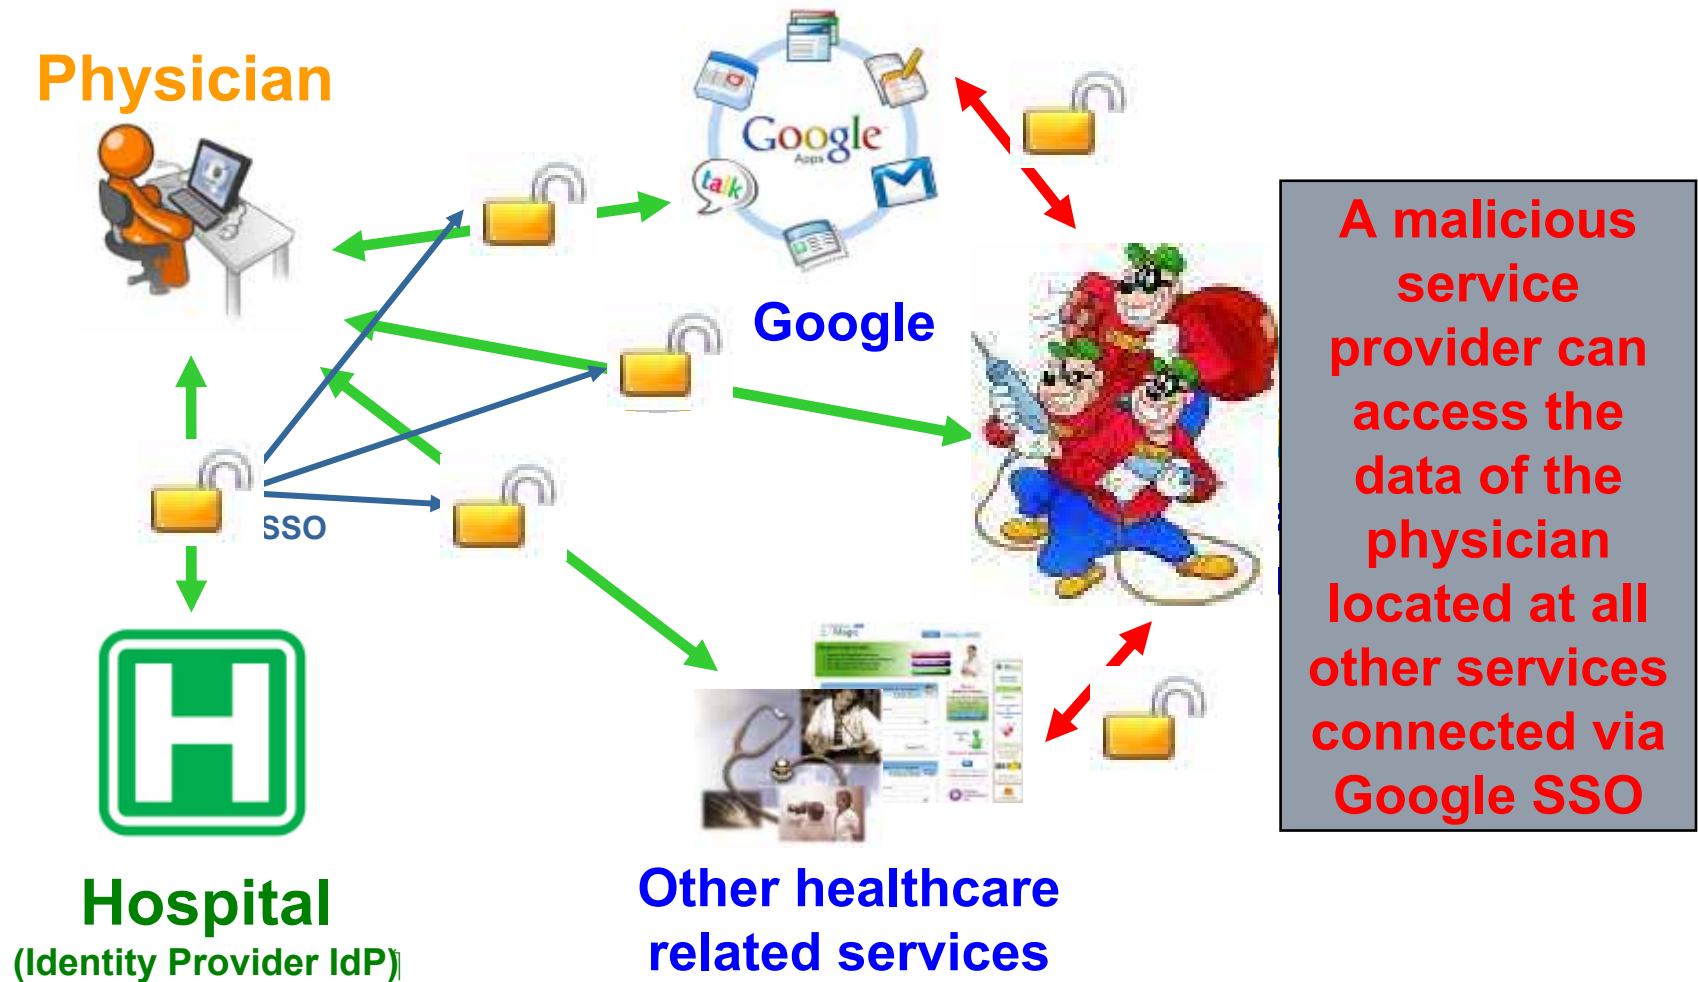 Physician
Google
Apps
talk
Google
SSO
A malicious
service
provider can
access the
data of the
physician
located at all
other services
connected via
Google SSO
Hospital
(Identity Provider IdP)
Other healthcare
related services